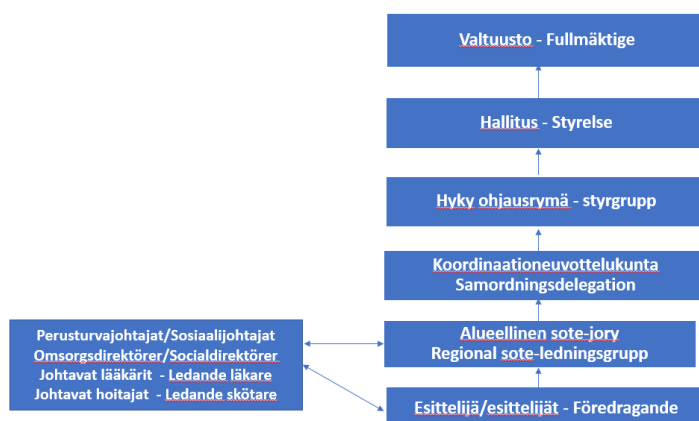 Valtuusto - Fullmäktige
Hallitus - Styrelse
Hyky ohjausrymä - styrgrupp
Koordinaationeuvottelukunta
Samordningsdelegation
Alueellinen sote-jory
Regional sote-ledningsgrupp
Esittelijä/esittelijät - Föredragande
Perusturvajohtajat/Sosiaalijohtajat
Omsorgsdirektörer/Socialdirektörer
Johtavat lääkärit - Ledande läkare
Johtavat hoitajat - Ledande skötare